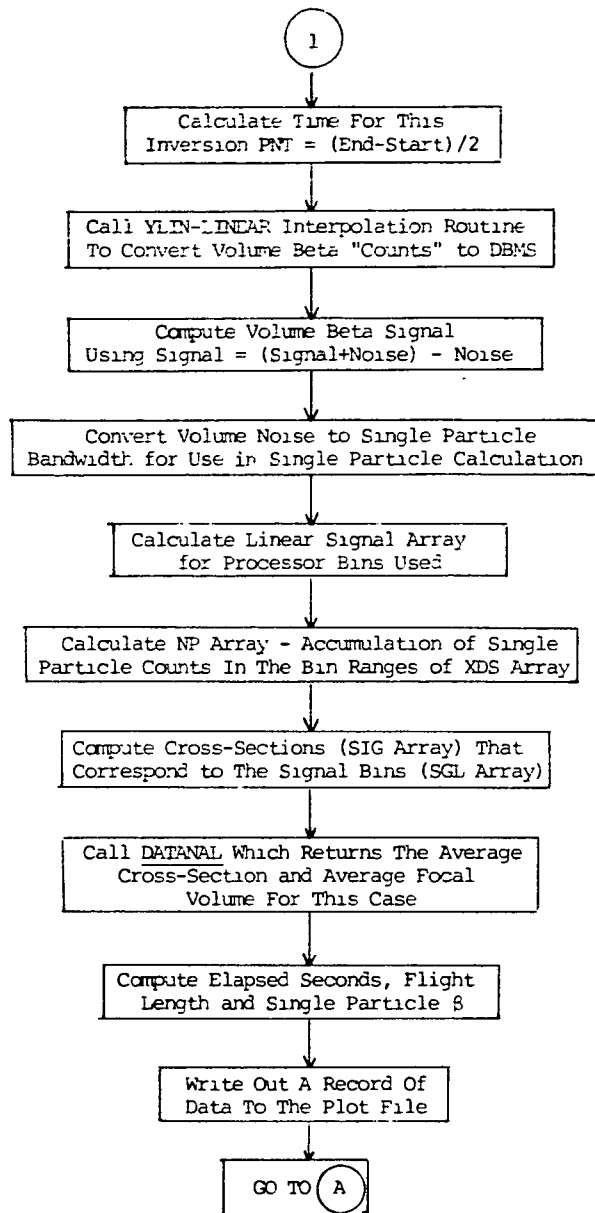 1
Calculate Time For This
Inversion PNT = (End-Start)/2
Call YLIN-LINEAR Interpolation Routine
To Convert Volume Beta "Counts" to DBMS
Compute Volume Beta Signal
Using Signal = (Signal+Noise) - Noise
Convert Volume Noise to Single Particle
Bandwidth for Use in Single Particle Calculation
Calculate Linear Signal Array
for Processor Bins Used
Calculate NP Array - Accumulation of Single
Particle Counts In The Bin Ranges of XDS Array
Compute Cross-Sections (SIG Array) That
Correspond to The Signal Bins (SGL Array)
Call DATANAL Which Returns The Average
Cross-Section and Average Focal
Volume For This Case
Compute Elapsed Seconds, Flight
Length and Single Particle β
Write Out A Record Of
Data To The Plot File
GO TO A